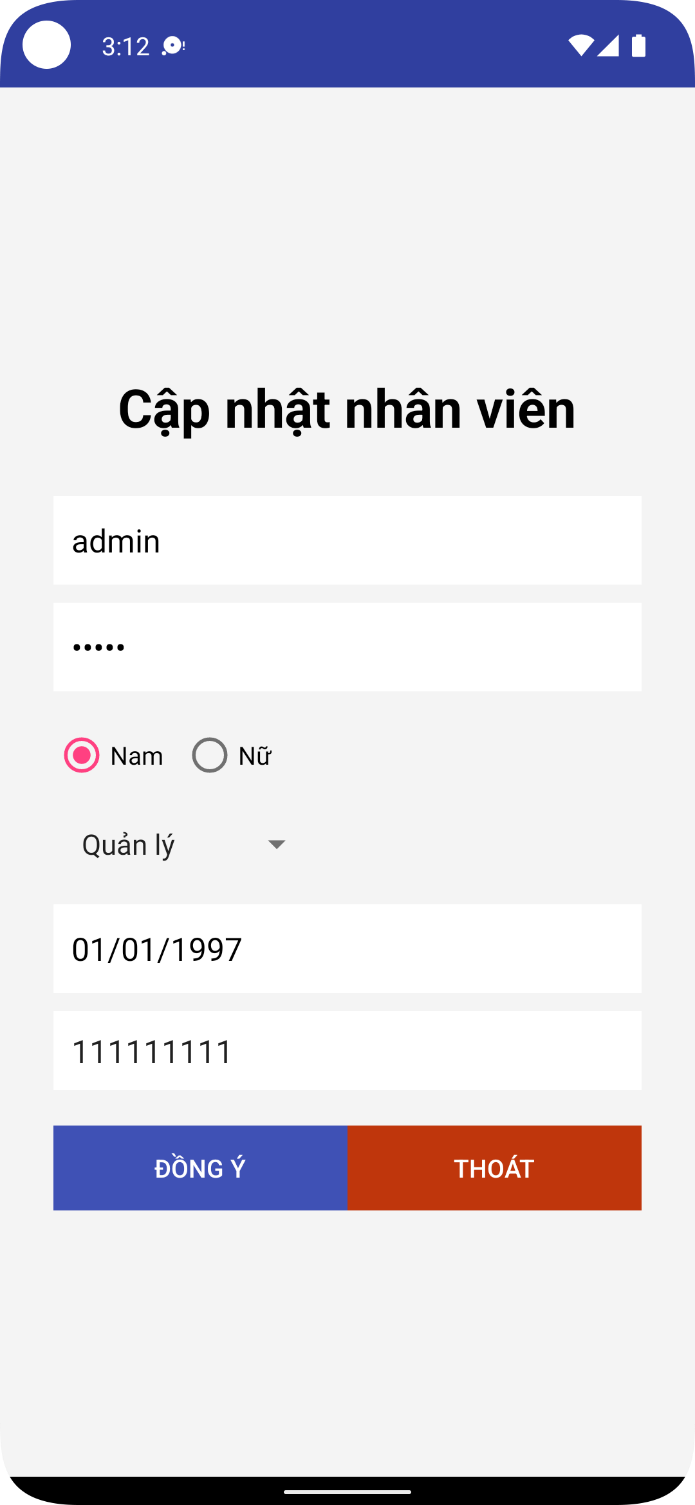 3:12
Cập nhật nhân viên
admin
•••••
Nam Nữ
Quản lý
01/01/1997
111111111
ĐỒNG Ý THOÁT